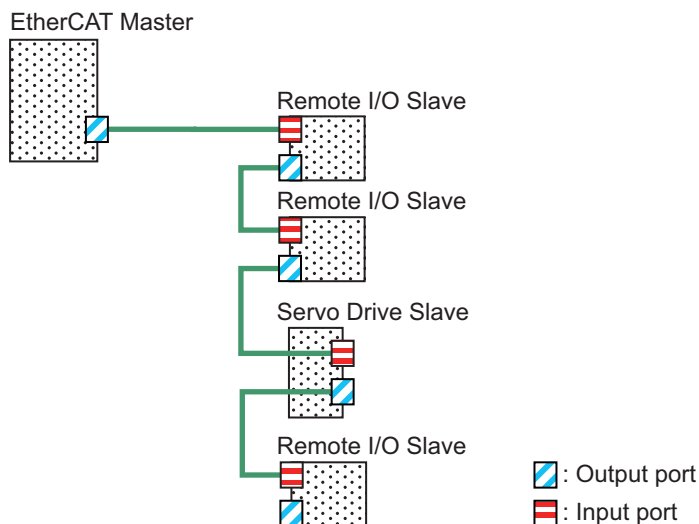 EtherCAT Master
Remote I/O Slave
Remote I/O Slave
Servo Drive Slave
Remote I/O Slave
: Output port
: Input port